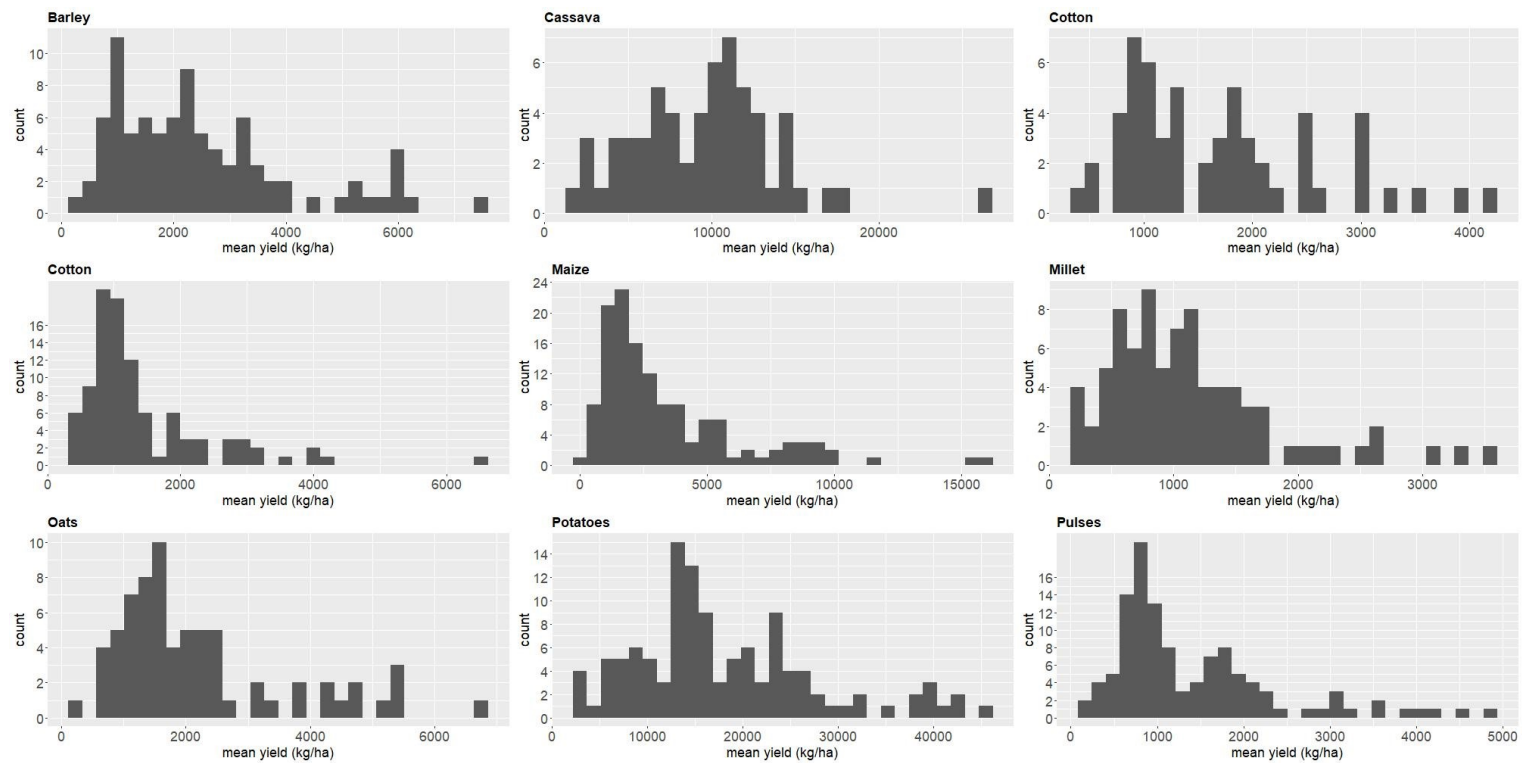 Barley
count
10
8
6
4
2
0
0 2000 4000 6000
mean yield (kg/ha)
Cassava
count
6
4
2
0
0 10000 20000
mean yield (kg/ha)
Cotton
count
6
4
2
0
1000 2000 3000 4000
mean yield (kg/ha)
Cotton
count
16
14
12
10
8
6
4
2
0
0 2000 4000 6000
mean yield (kg/ha)
Maize
count
24
20
16
12
8
4
0
0 5000 10000 15000
mean yield (kg/ha)
Millet
count
8
6
4
2
0
0 1000 2000 3000
mean yield (kg/ha)
Oats
count
10
8
6
4
2
0
0 2000 4000 6000
mean yield (kg/ha)
Potatoes
count
14
12
10
8
6
4
2
0
10000 20000 30000 40000
mean yield (kg/ha)
Pulses
count
16
14
12
10
8
6
4
2
0
0 1000 2000 3000 4000 5000
mean yield (kg/ha)